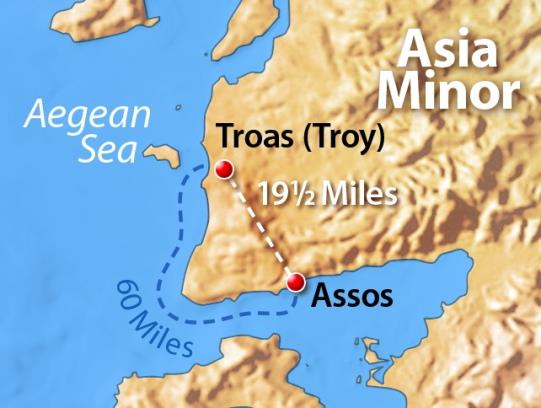 Asia
Minor
Aegean
Sea
Troas (Troy)
19½ Miles
Assos
60 Miles